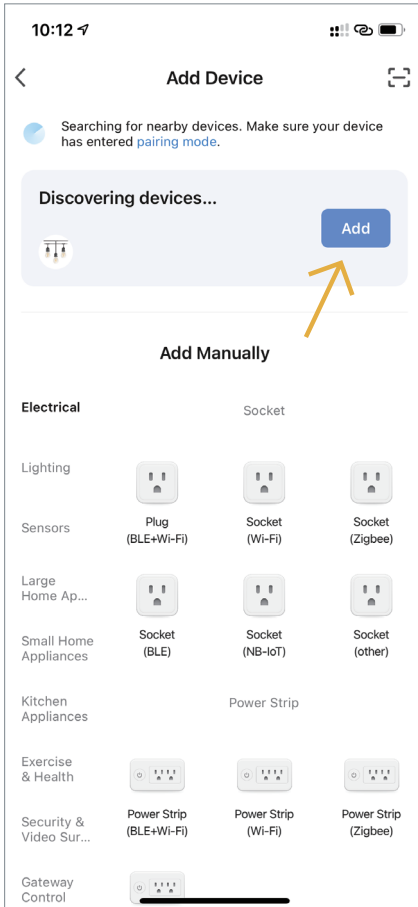 10:12
Add Device
Searching for nearby devices. Make sure your device
has entered pairing mode.
Discovering devices...
Add
Add Manually
Electrical
Socket
Lighting
Sensors
Plug
(BLE+Wi-Fi)
Socket
(Wi-Fi)
Socket
(Zigbee)
Large
Home Ap...
Small Home
Appliances
Socket
(BLE)
Socket
(NB-IoT)
Socket
(other)
Kitchen
Appliances
Power Strip
Exercise
& Health
Security &
Video Sur...
Power Strip
(BLE+Wi-Fi)
Power Strip
(Wi-Fi)
Power Strip
(Zigbee)
Gateway
Control